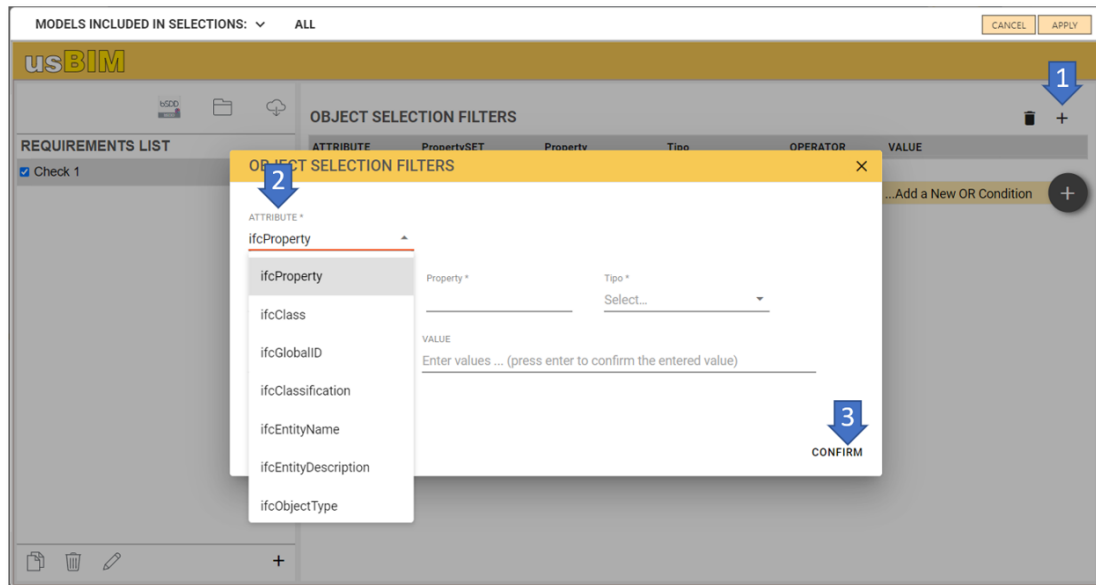 MODELS INCLUDED IN SELECTIONS: ALL
CANCEL APPLY
usBIM
1
bSDD
OBJECT SELECTION FILTERS +
REQUIREMENTS LIST
ATTRIBUTE PropertySET Property Tipo OPERATOR VALUE
Check 1
...Add a New OR Condition +
OBJECT SELECTION FILTERS
2
ATTRIBUTE *
ifcProperty
ifcProperty
Property * Tipo *
Select...
ifcClass
VALUE
ifcGlobalID
Enter values ... (press enter to confirm the entered value)
ifcClassification
3
ifcEntityName
CONFIRM
ifcEntityDescription
ifcObjectType
+